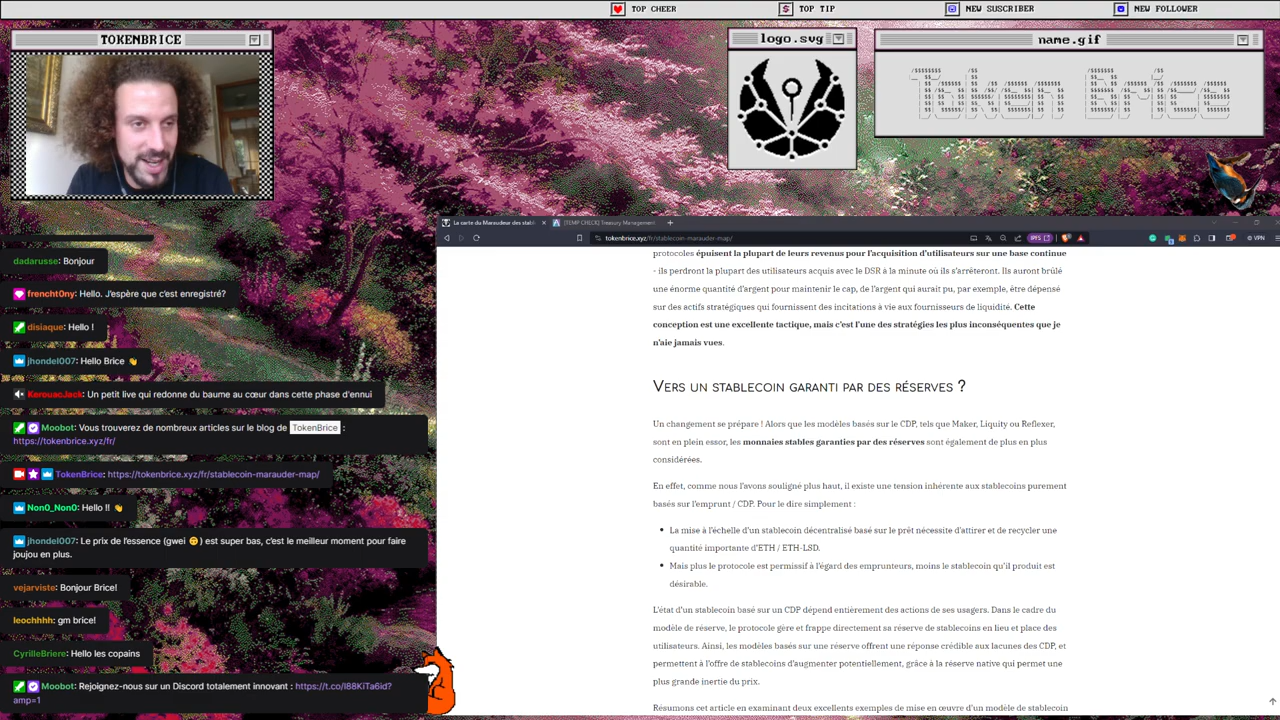 TOP CHEER
TOP TIP
NEW SUSCRIBER
NEW FOLLOWER
TOKENBRICE
logo.svg
name.gif
dadarusse: Bonjour
frencht0ny: Hello. J'espère que c'est enregistré?
disiaque: Hello !
jhondel007: Hello Brice 👋
KerouacJack: Un petit live qui redonne du baume au cœur dans cette phase d'ennui
Moobot: Vous trouverez de nombreux articles sur le blog de TokenBrice :
https://tokenbrice.xyz/fr/
TokenBrice: https://tokenbrice.xyz/fr/stablecoin-marauder-map/
Non0_Non0: Hello !! 👋
jhondel007: Le prix de l'essence (gwei 🙃) est super bas, c'est le meilleur moment pour faire
joujou en plus.
vejarviste: Bonjour Brice!
leochhhh: gm brice!
CyrilleBriere: Hello les copains
Moobot: Rejoignez-nous sur un Discord totalement innovant : https://t.co/l88KiTa6id?
amp=1
La carte du Maraudeur des stab
[TEMP CHECK] Treasury Management
tokenbrice.xyz/fr/stablecoin-marauder-map/
IPFS
VPN
protocoles épuisent la plupart de leurs revenus pour l'acquisition d'utilisateurs sur une base continue
- ils perdront la plupart des utilisateurs acquis avec le DSR à la minute où ils s'arrêteront. Ils auront brûlé
une énorme quantité d'argent pour maintenir le cap, de l'argent qui aurait pu, par exemple, être dépensé
sur des actifs stratégiques qui fournissent des incitations à vie aux fournisseurs de liquidité. Cette
conception est une excellente tactique, mais c'est l'une des stratégies les plus inconséquentes que je
n'aie jamais vues.
Vers un stablecoin garanti par des réserves ?
Un changement se prépare ! Alors que les modèles basés sur le CDP, tels que Maker, Liquity ou Reflexer,
sont en plein essor, les monnaies stables garanties par des réserves sont également de plus en plus
considérées.
En effet, comme nous l'avons souligné plus haut, il existe une tension inhérente aux stablecoins purement
basés sur l'emprunt / CDP. Pour le dire simplement :
• La mise à l'échelle d'un stablecoin décentralisé basé sur le prêt nécessite d'attirer et de recycler une
quantité importante d'ETH / ETH-LSD.
• Mais plus le protocole est permissif à l'égard des emprunteurs, moins le stablecoin qu'il produit est
désirable.
L'état d'un stablecoin basé sur un CDP dépend entièrement des actions de ses usagers. Dans le cadre du
modèle de réserve, le protocole gère et frappe directement sa réserve de stablecoins en lieu et place des
utilisateurs. Ainsi, les modèles basés sur une réserve offrent une réponse crédible aux lacunes des CDP, et
permettent à l'offre de stablecoins d'augmenter potentiellement, grâce à la réserve native qui permet une
plus grande inertie du prix.
Résumons cet article en examinant deux excellents exemples de mise en œuvre d'un modèle de stablecoin